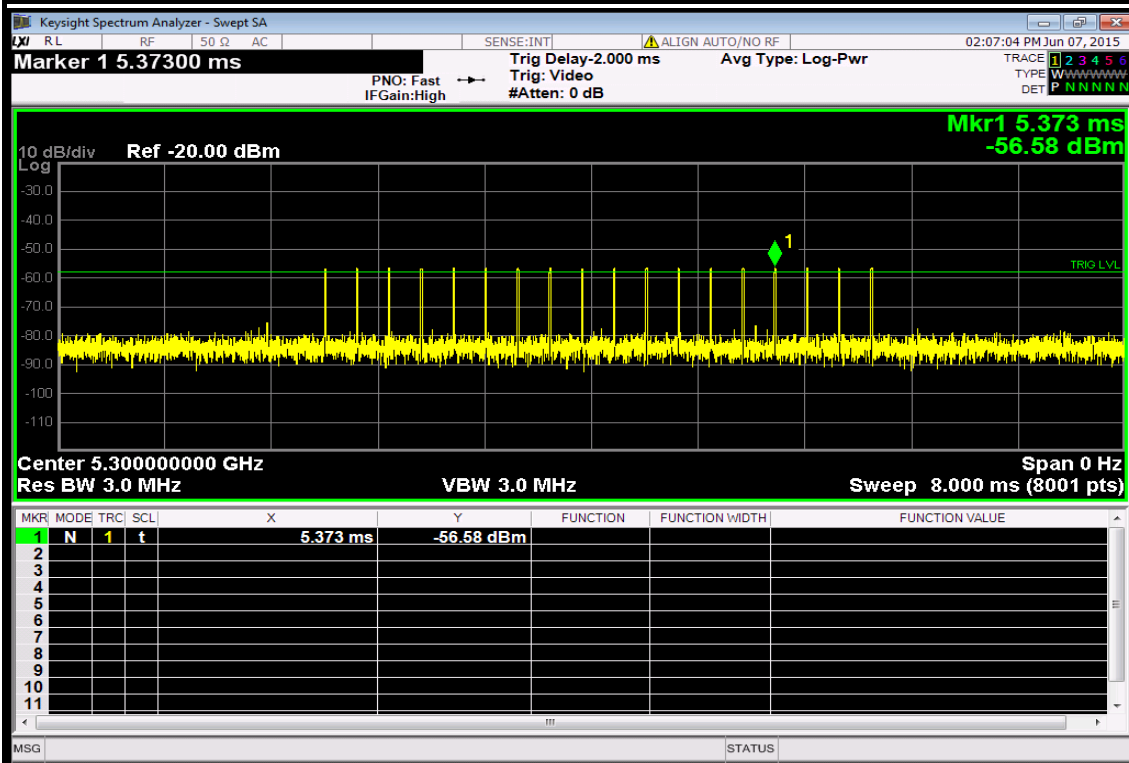 Keysight Spectrum Analyzer - Swept SA
LXI RL RF 50 Ω AC SENSE:INT ALIGN AUTO/NO RF 02:07:04 PM Jun 07, 2015
Marker 1 5.37300 ms
PNO: Fast
IFGain:High
Trig Delay-2.000 ms
Trig: Video
#Atten: 0 dB
Avg Type: Log-Pwr
TRACE 1 2 3 4 5 6
TYPE WWWWWW
DET P N N N N N
Mkr1 5.373 ms
-56.58 dBm
10 dB/div Ref -20.00 dBm
Log
-30.0
-40.0
-50.0
1
TRIG LVL
-60.0
-70.0
-80.0
-90.0
-100
-110
Center 5.300000000 GHz Span 0 Hz
Res BW 3.0 MHz VBW 3.0 MHz Sweep 8.000 ms (8001 pts)
MKR MODE TRC SCL X Y FUNCTION FUNCTION WIDTH FUNCTION VALUE
1 N 1 t 5.373 ms -56.58 dBm
2
3
4
5
6
7
8
9
10
11
MSG STATUS